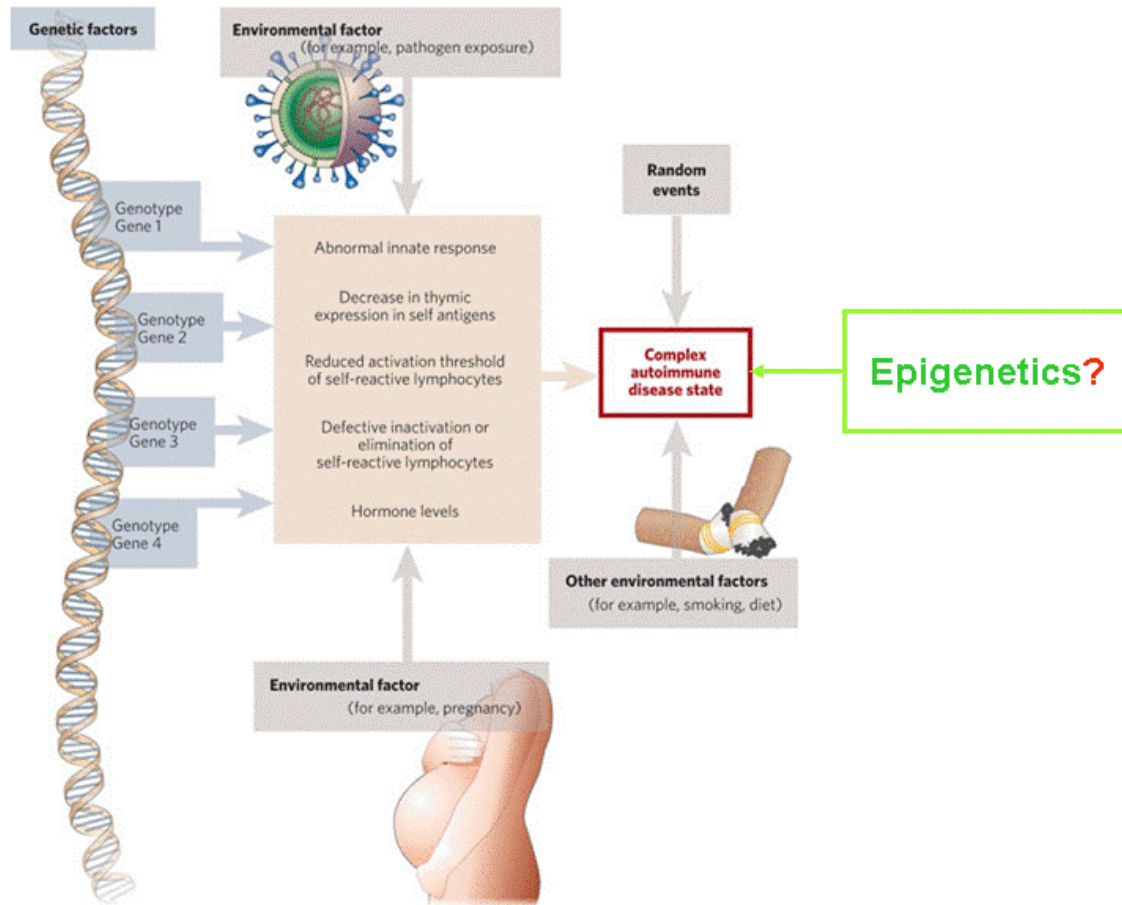 Genetic factors
Environmental factor
(for example, pathogen exposure)
Random
events
Genotype
Gene 1
Genotype
Gene 2
Genotype
Gene 3
Genotype
Gene 4
Abnormal innate response
Decrease in thymic
expression in self antigens
Reduced activation threshold
of self-reactive lymphocytes
Defective inactivation or
elimination of
self-reactive lymphocytes
Hormone levels
Complex
autoimmune
disease state
Epigenetics?
Other environmental factors
(for example, smoking, diet)
Environmental factor
(for example, pregnancy)